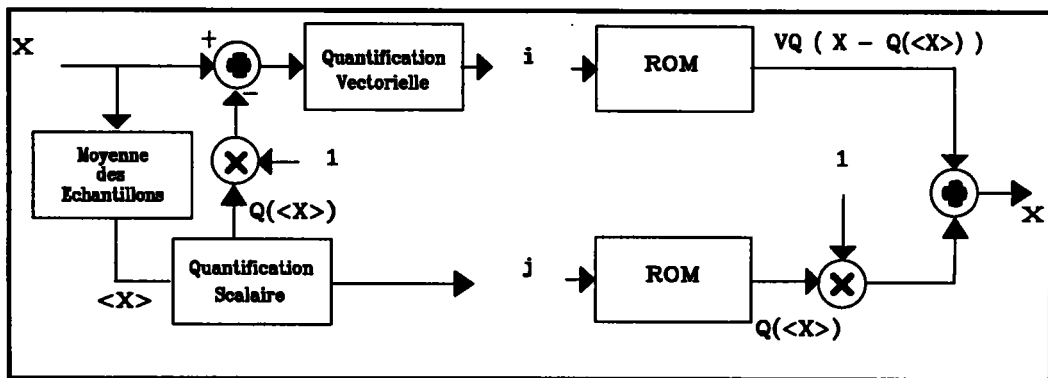 X
+
-
Quantification
Vectorielle
i
ROM
VQ ( X - Q(<X>) )
Moyenne
des
Echantillons
1
Q(<X>)
1
X
Quantification
Scalaire
<X>
j
ROM
Q(<X>)